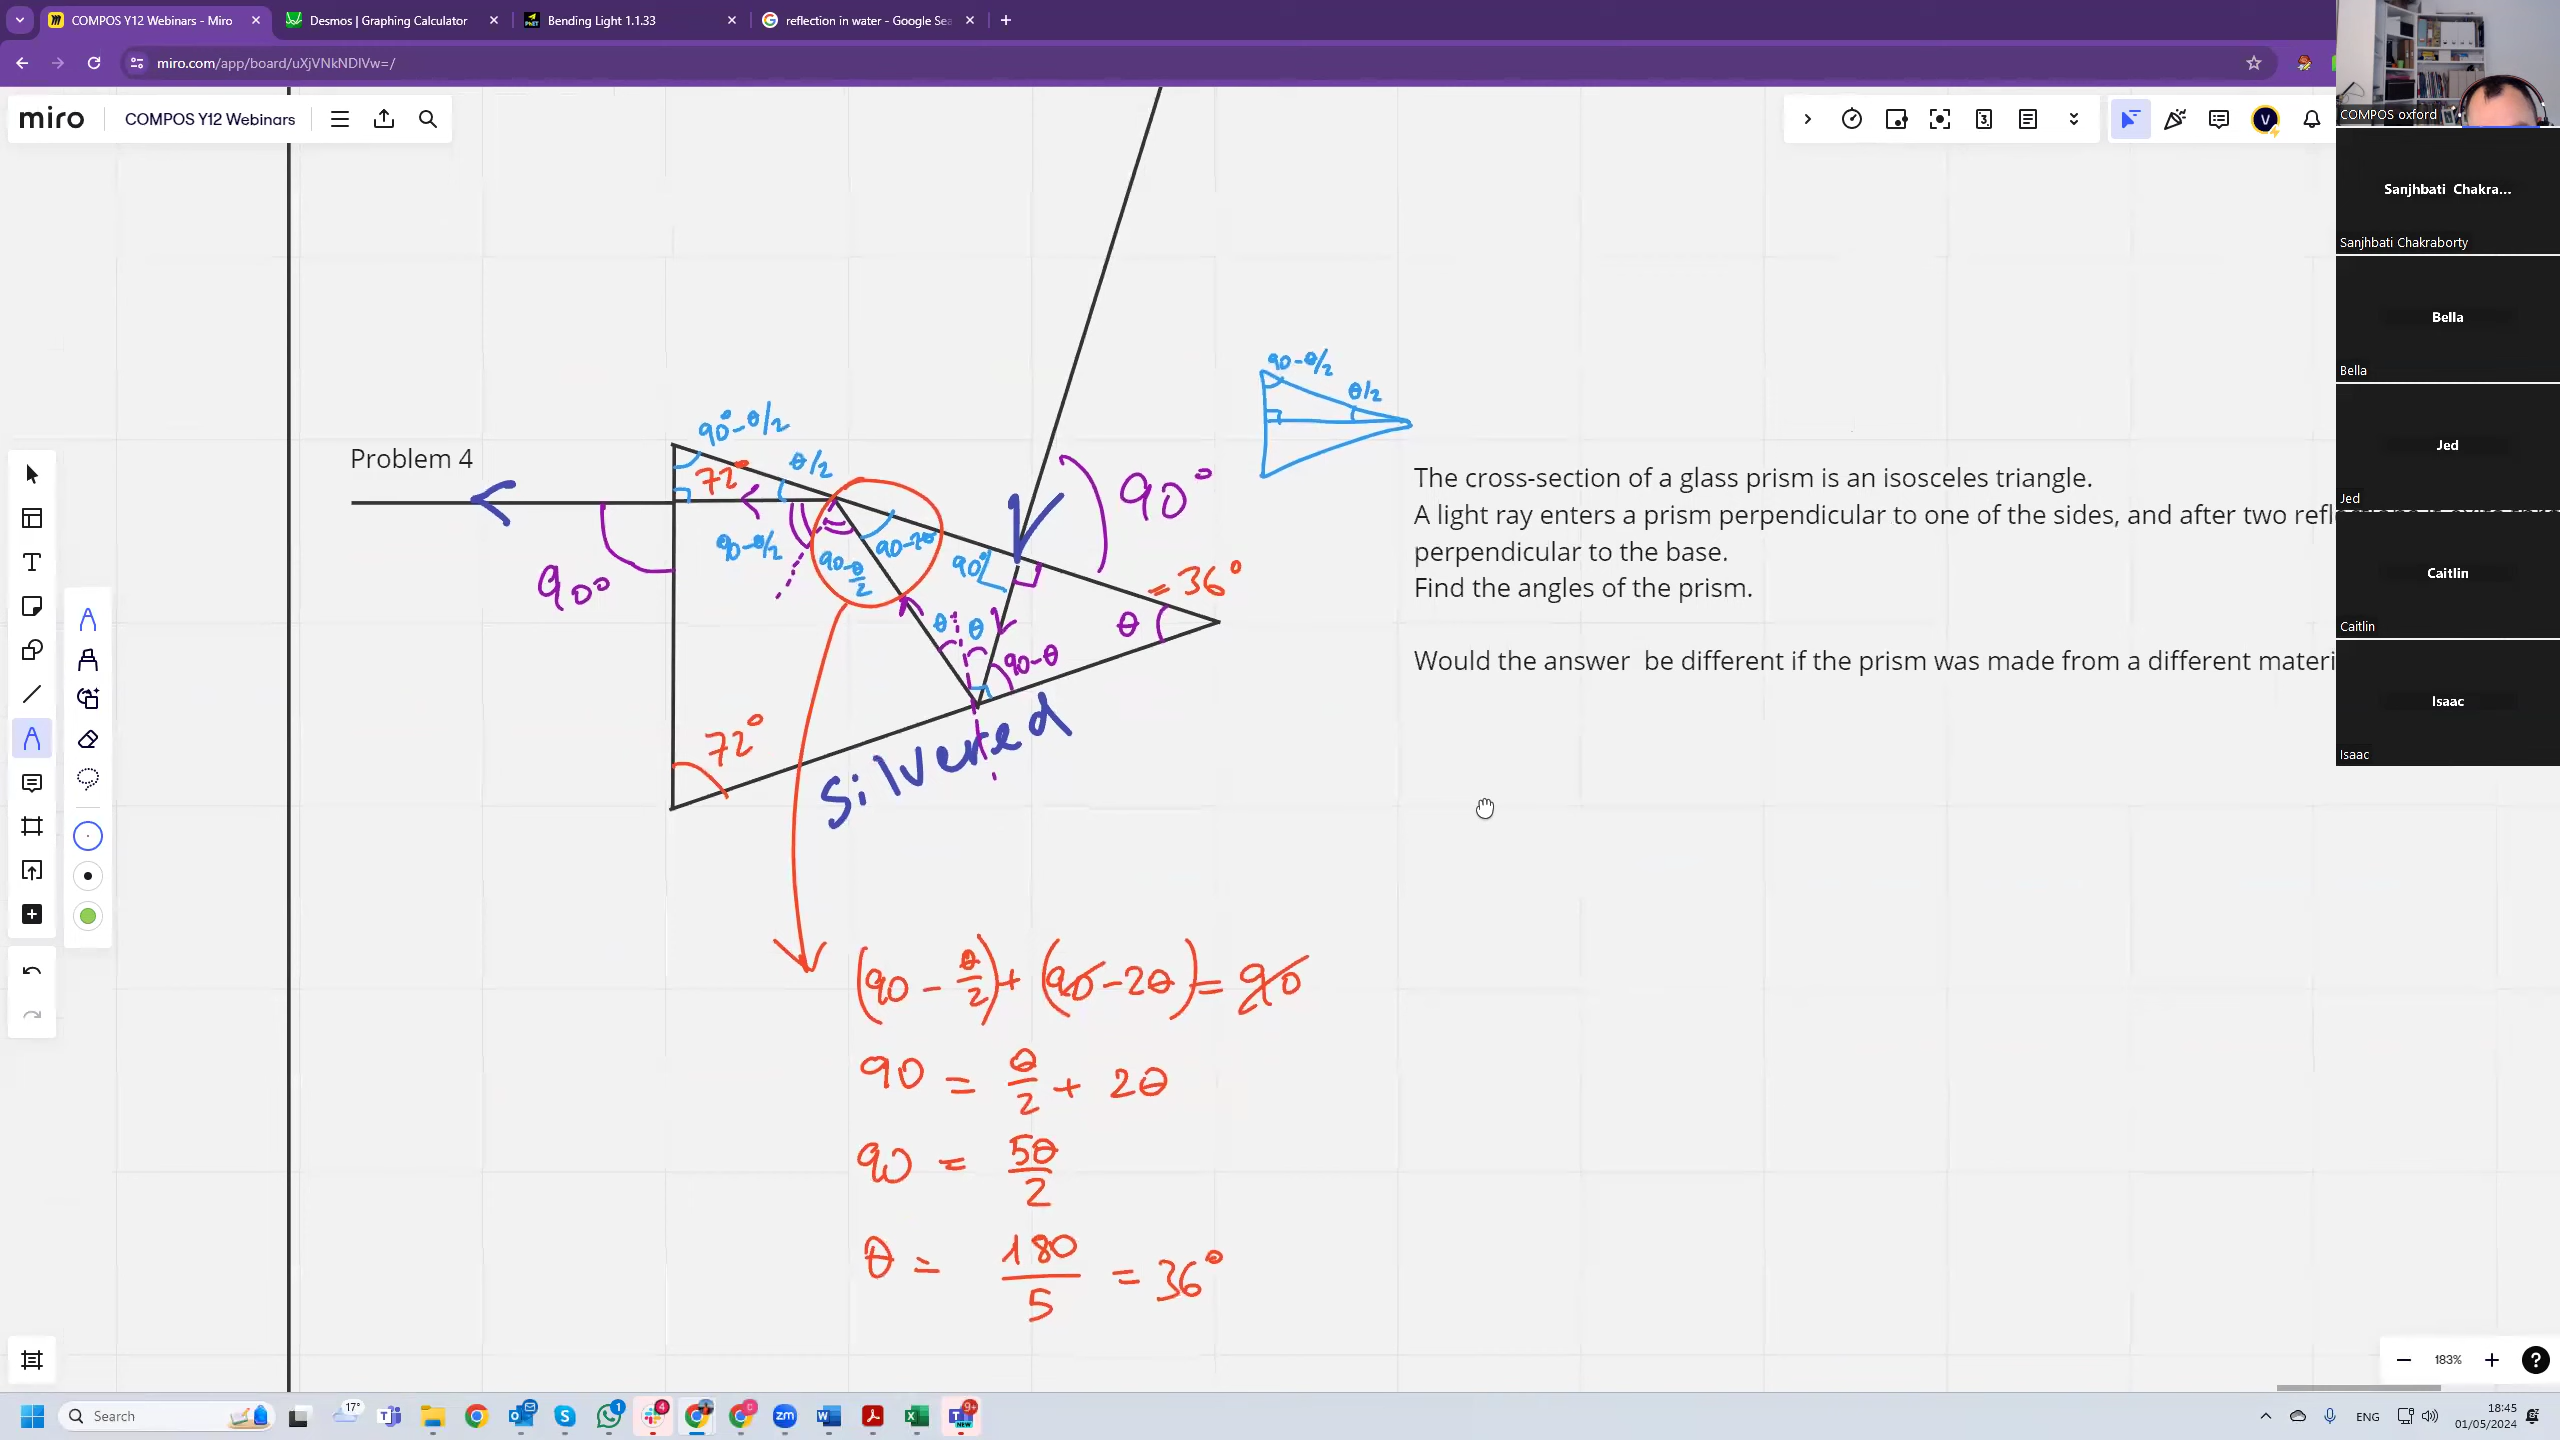 COMPOS Y12 Webinars - Miro
Desmos | Graphing Calculator
Bending Light 1.1.33
reflection in water - Google Sea
miro.com/app/board/uXjVNkNDlVw=/
miro
COMPOS Y12 Webinars
V
COMPOS oxford
Sanjhbati Chakra...
Sanjhbati Chakraborty
Bella
Bella
Jed
Jed
Caitlin
Caitlin
Isaac
Isaac
Problem 4
90°-θ/2
72°
θ/2
90-θ/2
θ/2
90°
90°
90-θ/2
90-θ/2
90-2θ
90°
= 36°
θ
θ
θ
90-θ
72°
Silvered
The cross-section of a glass prism is an isosceles triangle.
A light ray enters a prism perpendicular to one of the sides, and after two refl
perpendicular to the base.
Find the angles of the prism.
Would the answer be different if the prism was made from a different materi
(90 - θ/2) + (90 - 2θ) = 90
90 = θ/2 + 2θ
90 = 5θ/2
θ = 180/5 = 36°
183%
Search
17°
ENG
18:45
01/05/2024